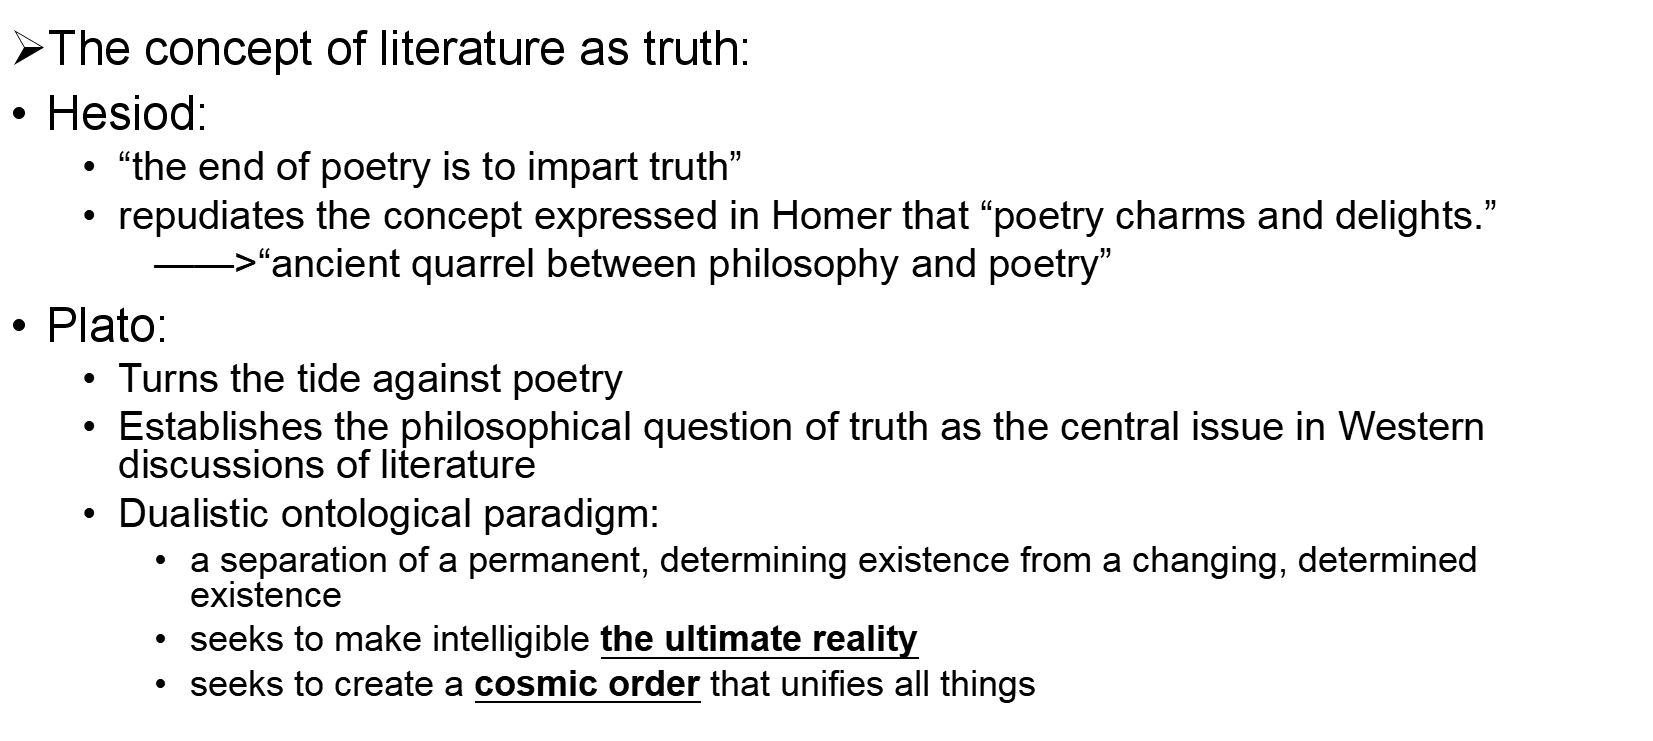 ➢The concept of literature as truth:
• Hesiod:
• “the end of poetry is to impart truth”
• repudiates the concept expressed in Homer that “poetry charms and delights.”
——>“ancient quarrel between philosophy and poetry”
• Plato:
• Turns the tide against poetry
• Establishes the philosophical question of truth as the central issue in Western
discussions of literature
• Dualistic ontological paradigm:
• a separation of a permanent, determining existence from a changing, determined
existence
• seeks to make intelligible the ultimate reality
• seeks to create a cosmic order that unifies all things